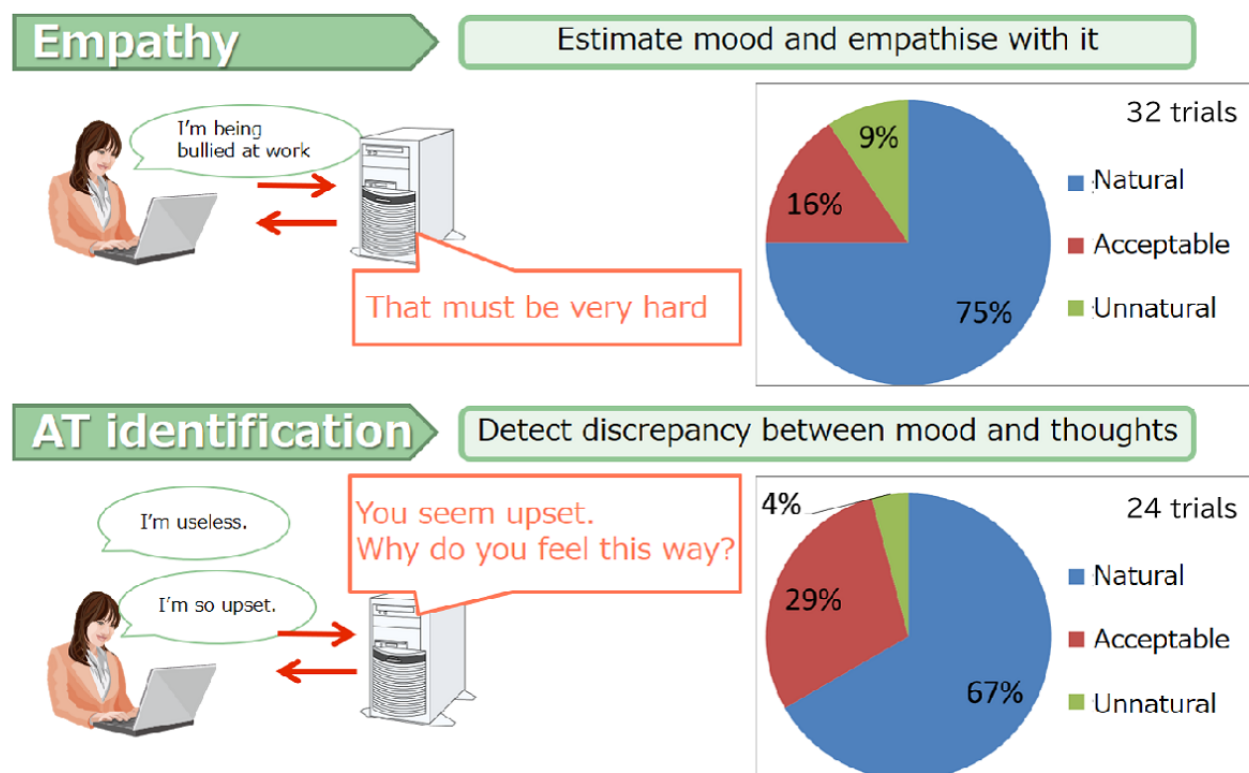 Empathy
Estimate mood and empathise with it
I'm being
bullied at work
That must be very hard
32 trials
9%
16%
75%
Natural
Acceptable
Unnatural
AT identification
Detect discrepancy between mood and thoughts
I'm useless.
I'm so upset.
You seem upset.
Why do you feel this way?
24 trials
4%
29%
67%
Natural
Acceptable
Unnatural